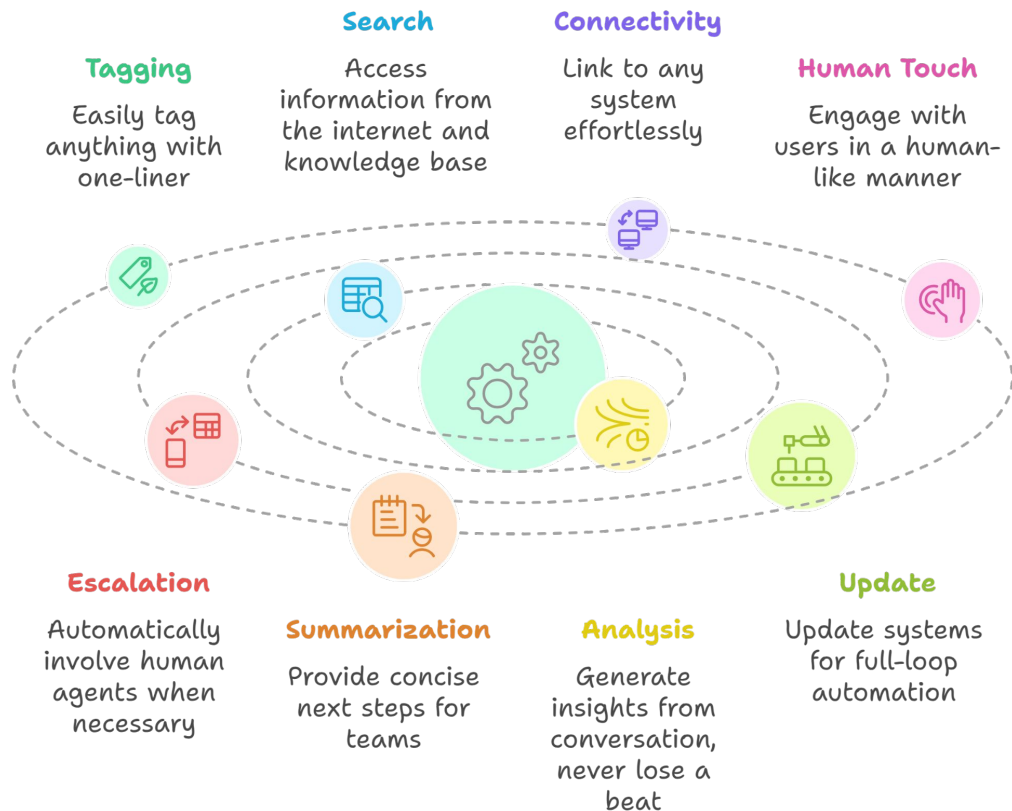 Tagging
Easily tag
anything with
one-liner
Search
Access
information from
the internet and
knowledge base
Connectivity
Link to any
system
effortlessly
Human Touch
Engage with
users in a human-
like manner
Escalation
Automatically
involve human
agents when
necessary
Summarization
Provide concise
next steps for
teams
Analysis
Generate
insights from
conversation,
never lose a
beat
Update
Update systems
for full-loop
automation